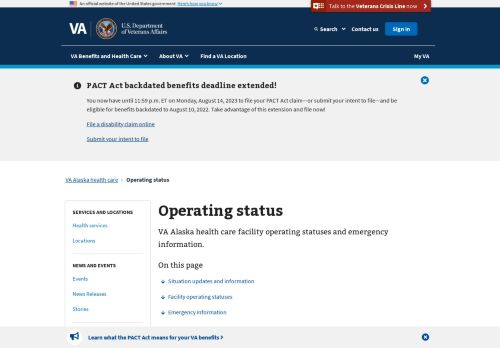 An official website of the United States government Here's how you know
Talk to the Veterans Crisis Line now
VA
U.S. Department
of Veterans Affairs
Search
Contact us
Sign in
VA Benefits and Health Care
About VA
Find a VA Location
My VA
PACT Act backdated benefits deadline extended!
You now have until 11:59 p.m. ET on Monday, August 14, 2023 to file your PACT Act claim—or submit your intent to file—and be
eligible for benefits backdated to August 10, 2022. Take advantage of this extension and file now!
File a disability claim online
Submit your intent to file
VA Alaska health care › Operating status
SERVICES AND LOCATIONS
Health services
Locations
NEWS AND EVENTS
Events
News Releases
Stories
Operating status
VA Alaska health care facility operating statuses and emergency
information.
On this page
Situation updates and information
Facility operating statuses
Emergency information
Learn what the PACT Act means for your VA benefits